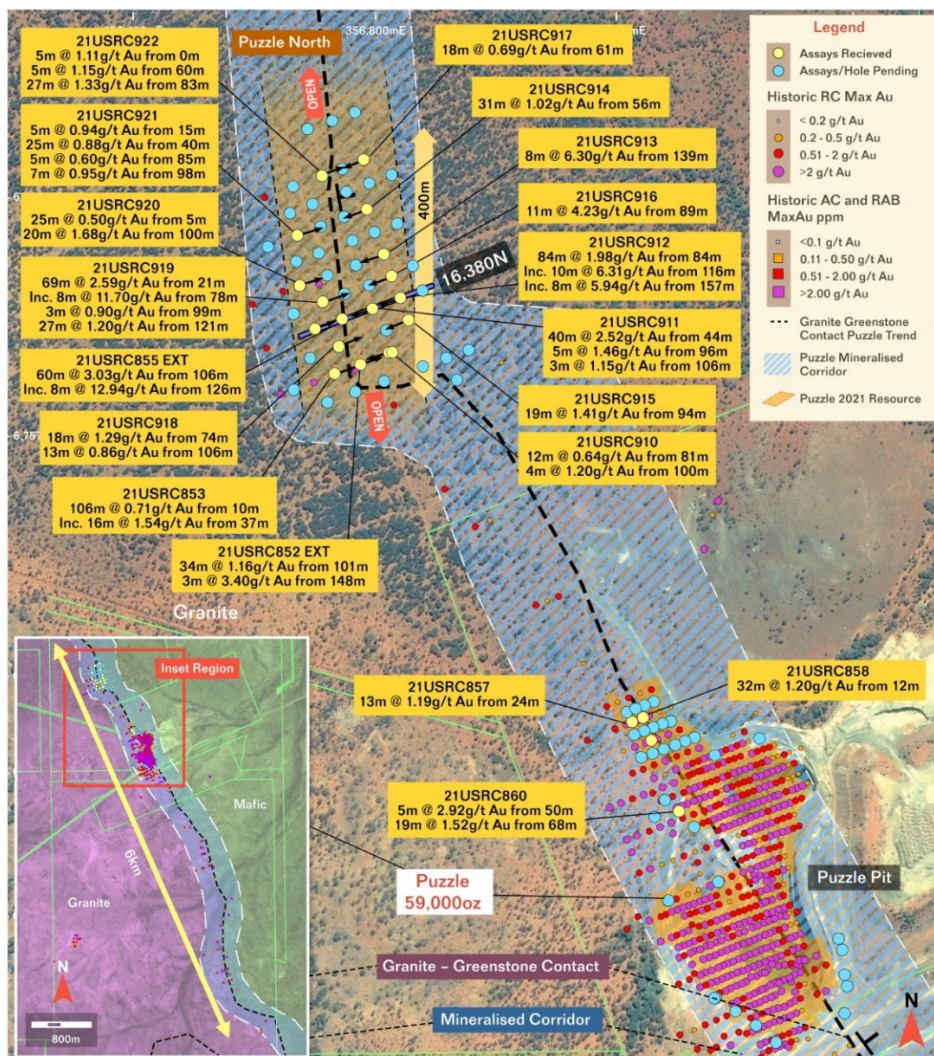 356,800mE
Puzzle North
21USRC922
5m @ 1.11g/t Au from 0m
5m @ 1.15g/t Au from 60m
27m @ 1.33g/t Au from 83m
21USRC921
5m @ 0.94g/t Au from 15m
25m @ 0.88g/t Au from 40m
5m @ 0.60g/t Au from 85m
7m @ 0.95g/t Au from 98m
21USRC920
25m @ 0.50g/t Au from 5m
20m @ 1.68g/t Au from 100m
21USRC919
69m @ 2.59g/t Au from 21m
Inc. 8m @ 11.70g/t Au from 78m
3m @ 0.90g/t Au from 99m
27m @ 1.20g/t Au from 121m
21USRC855 EXT
60m @ 3.03g/t Au from 106m
Inc. 8m @ 12.94g/t Au from 126m
21USRC918
18m @ 1.29g/t Au from 74m
13m @ 0.86g/t Au from 106m
21USRC853
106m @ 0.71g/t Au from 10m
Inc. 16m @ 1.54g/t Au from 37m
21USRC852 EXT
34m @ 1.16g/t Au from 101m
3m @ 3.40g/t Au from 148m
OPEN
400m
16,380N
OPEN
21USRC917
18m @ 0.69g/t Au from 61m
21USRC914
31m @ 1.02g/t Au from 56m
21USRC913
8m @ 6.30g/t Au from 139m
21USRC916
11m @ 4.23g/t Au from 89m
21USRC912
84m @ 1.98g/t Au from 84m
Inc. 10m @ 6.31g/t Au from 116m
Inc. 8m @ 5.94g/t Au from 157m
21USRC911
40m @ 2.52g/t Au from 44m
5m @ 1.46g/t Au from 96m
3m @ 1.15g/t Au from 106m
21USRC915
19m @ 1.41g/t Au from 94m
21USRC910
12m @ 0.64g/t Au from 81m
4m @ 1.20g/t Au from 100m
Legend
Assays Recieved
Assays/Hole Pending
Historic RC Max Au
< 0.2 g/t Au
0.2 - 0.5 g/t Au
0.51 - 2 g/t Au
>2 g/t Au
Historic AC and RAB
MaxAu ppm
<0.1 g/t Au
0.11 - 0.50 g/t Au
0.51 - 2.00 g/t Au
>2.00 g/t Au
Granite Greenstone
Contact Puzzle Trend
Puzzle Mineralised
Corridor
Puzzle 2021 Resource
Granite
21USRC857
13m @ 1.19g/t Au from 24m
21USRC858
32m @ 1.20g/t Au from 12m
21USRC860
5m @ 2.92g/t Au from 50m
19m @ 1.52g/t Au from 68m
Puzzle
59,000oz
Puzzle Pit
Granite – Greenstone Contact
Mineralised Corridor
N
Inset Region
Mafic
6km
Granite
N
800m